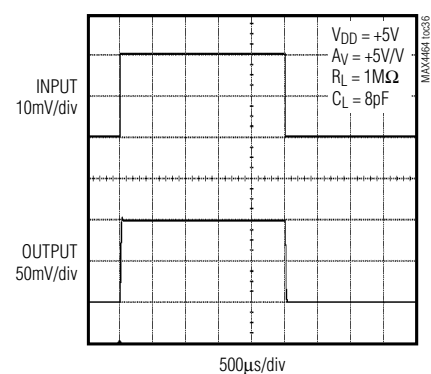 MAX4464 toc36
V_DD = +5V
A_V = +5V/V
R_L = 1MΩ
C_L = 8pF
INPUT
10mV/div
OUTPUT
50mV/div
500µs/div